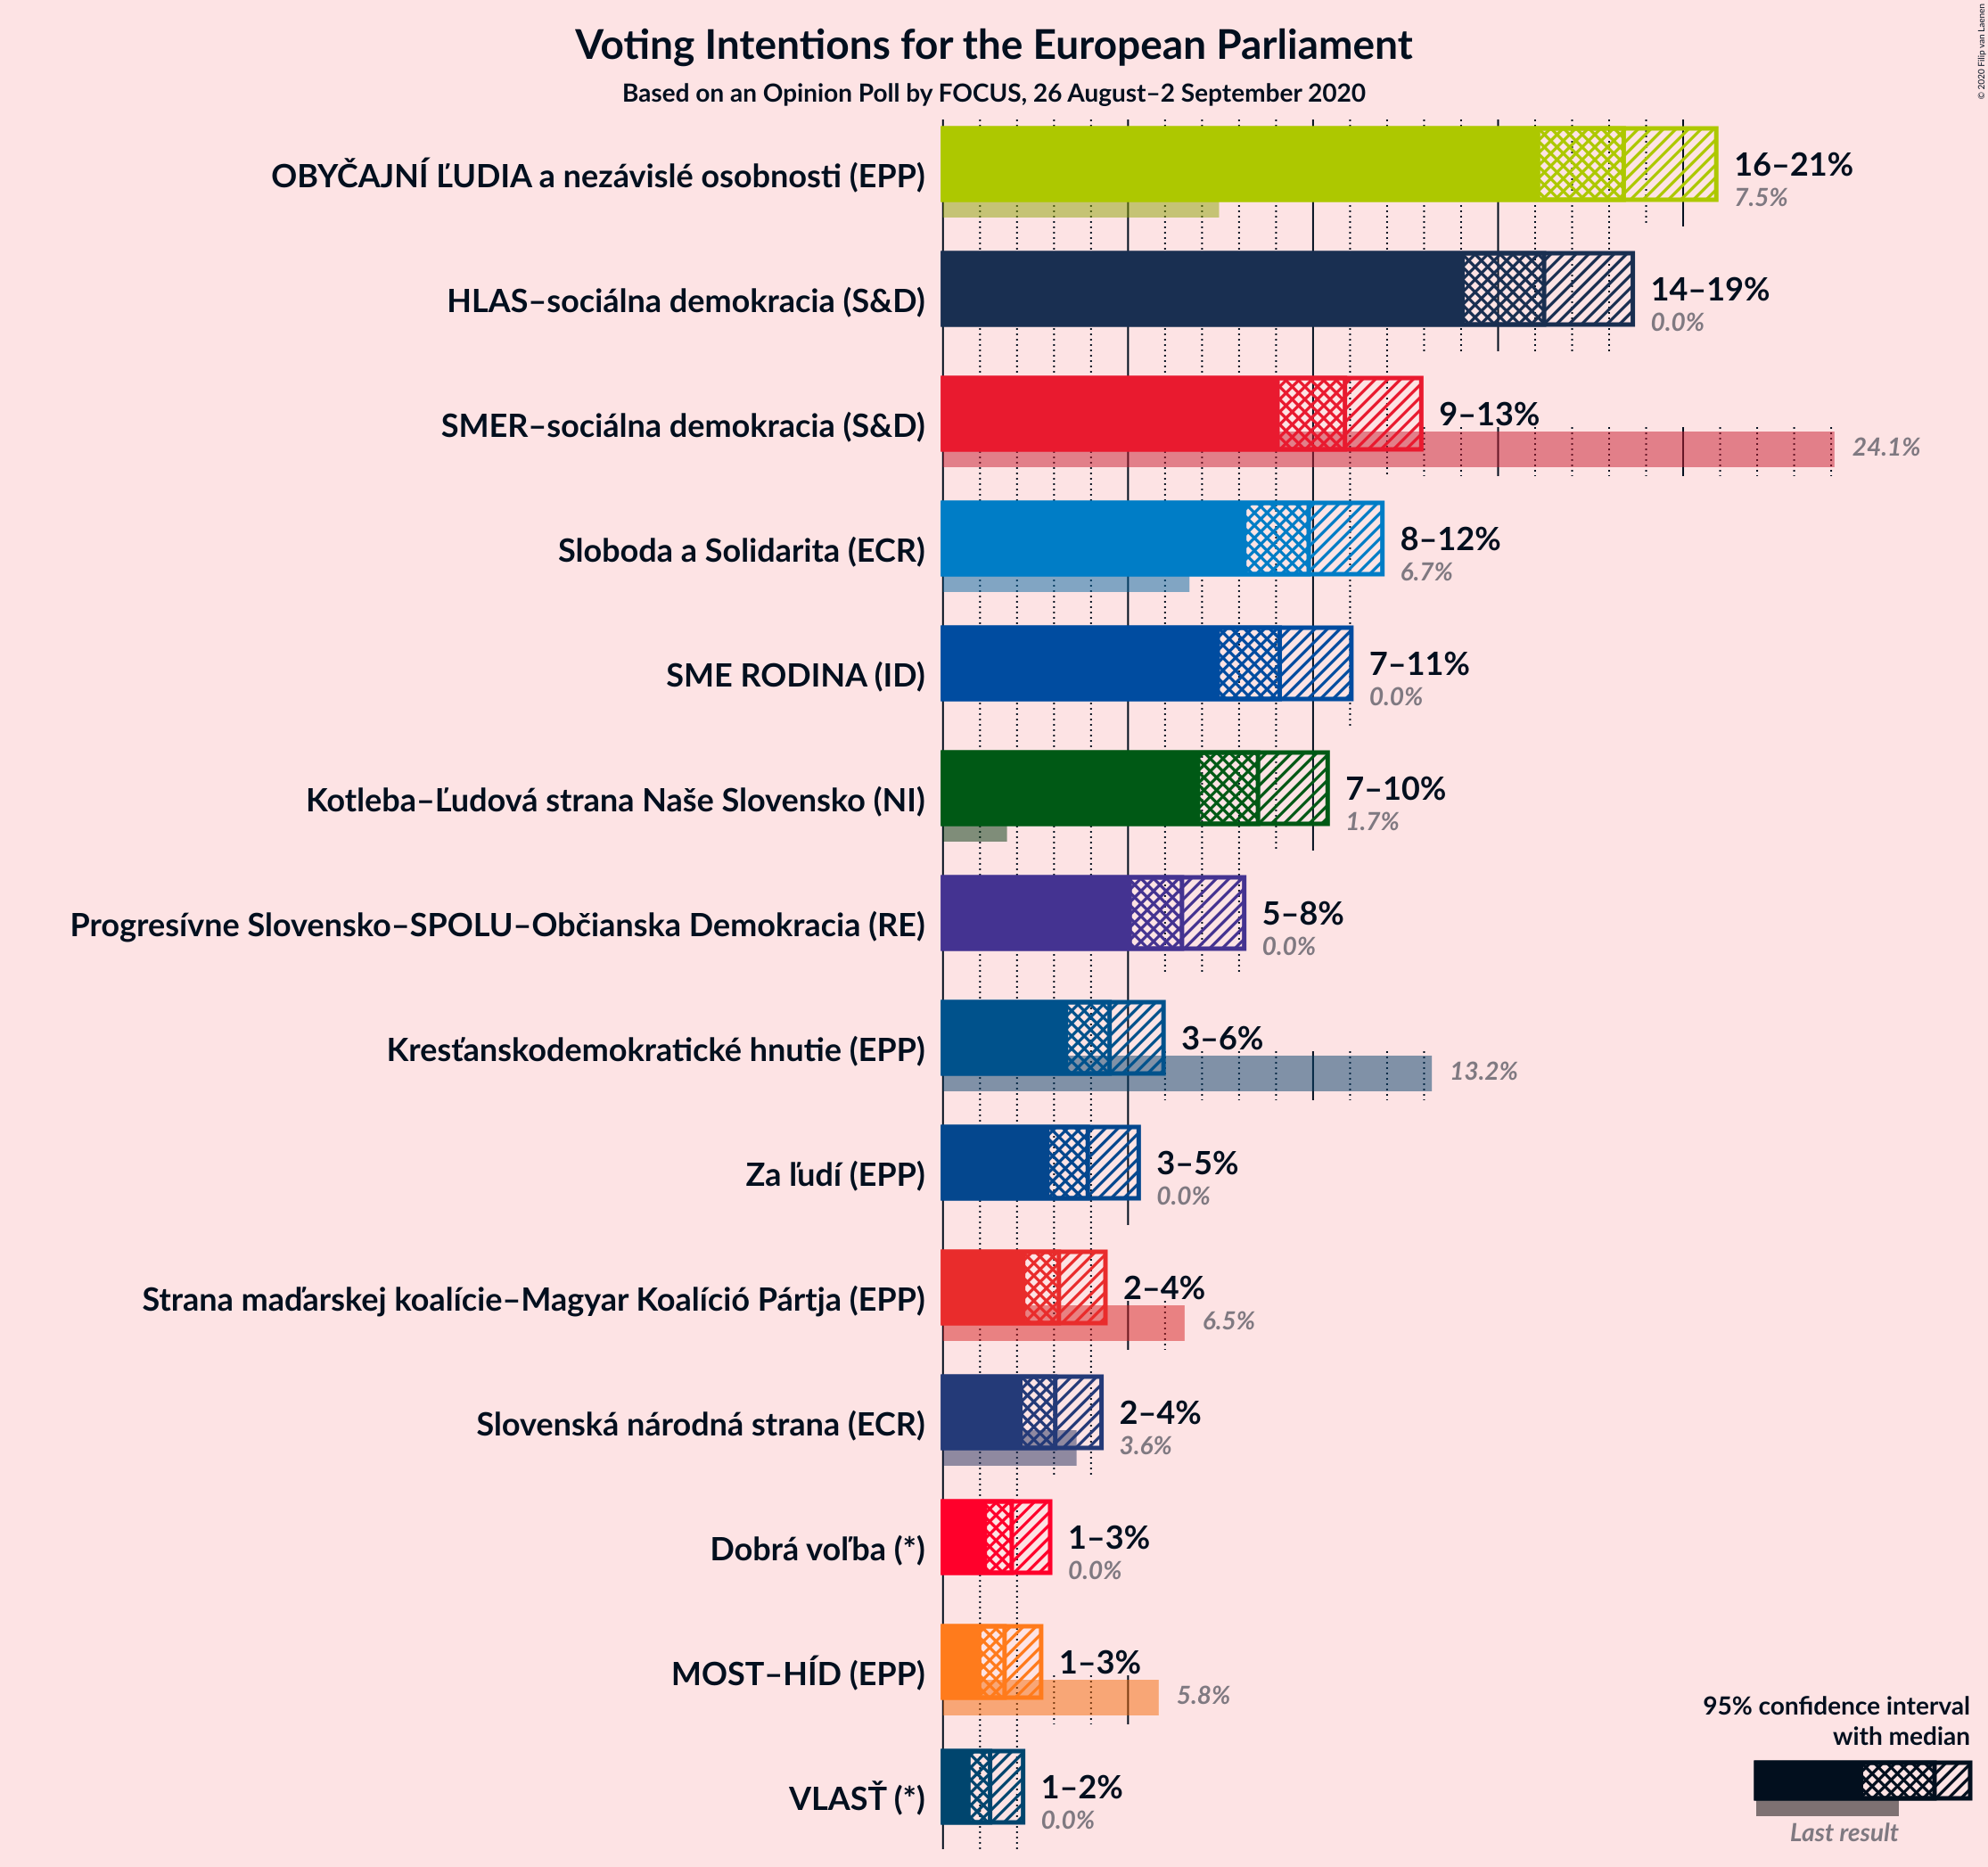 Voting Intentions for the European Parliament
Based on an Opinion Poll by FOCUS, 26 August–2 September 2020
© 2020 Filip van Laenen
OBYČAJNÍ ĽUDIA a nezávislé osobnosti (EPP)
16–21%
7.5%
HLAS–sociálna demokracia (S&D)
14–19%
0.0%
SMER–sociálna demokracia (S&D)
9–13%
24.1%
Sloboda a Solidarita (ECR)
8–12%
6.7%
SME RODINA (ID)
7–11%
0.0%
Kotleba–Ľudová strana Naše Slovensko (NI)
7–10%
1.7%
Progresívne Slovensko–SPOLU–Občianska Demokracia (RE)
5–8%
0.0%
Kresťanskodemokratické hnutie (EPP)
3–6%
13.2%
Za ľudí (EPP)
3–5%
0.0%
Strana maďarskej koalície–Magyar Koalíció Pártja (EPP)
2–4%
6.5%
Slovenská národná strana (ECR)
2–4%
3.6%
Dobrá voľba (*)
1–3%
0.0%
MOST–HÍD (EPP)
1–3%
5.8%
VLASŤ (*)
1–2%
0.0%
95% confidence interval
with median
Last result